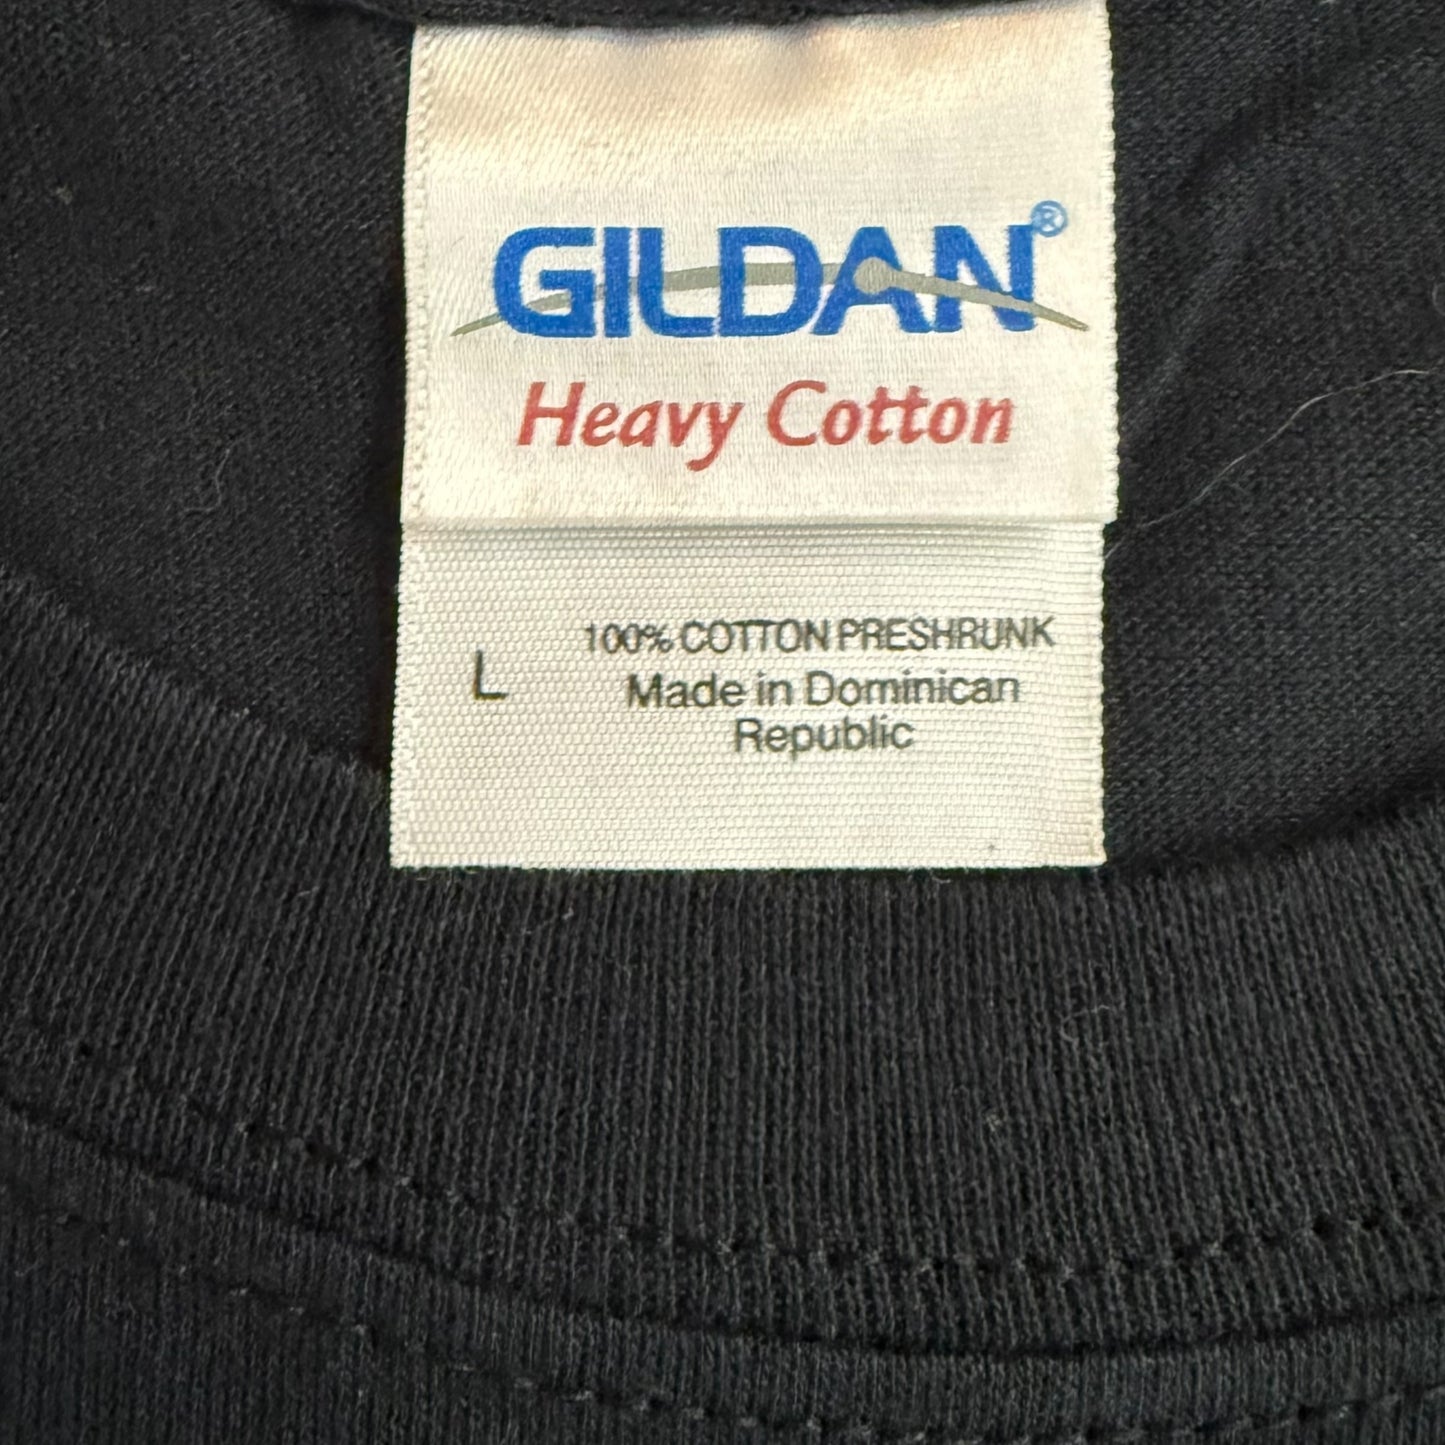 GILDAN®
Heavy Cotton
L
100% COTTON PRESHRUNK
Made in Dominican
Republic